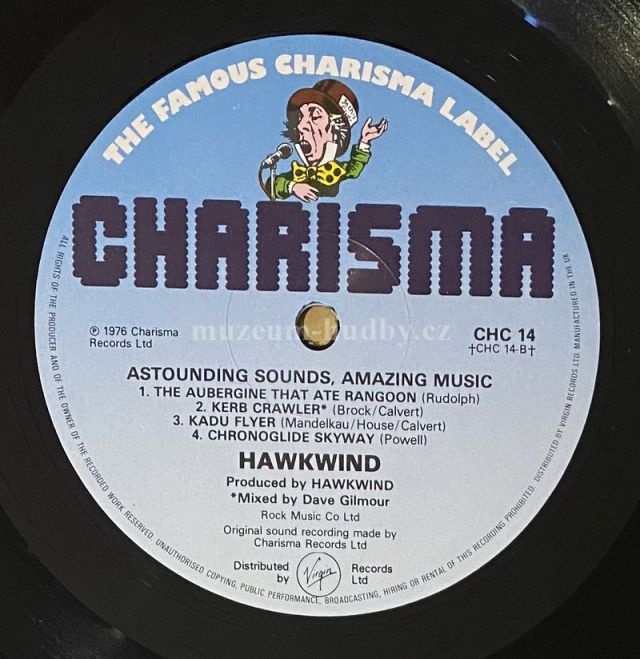 THE FAMOUS CHARISMA LABEL
CHARISMA
℗ 1976 Charisma
Records Ltd
muzeum-hudby.cz
CHC 14
†CHC 14-B†
ASTOUNDING SOUNDS, AMAZING MUSIC
1. THE AUBERGINE THAT ATE RANGOON (Rudolph)
2. KERB CRAWLER* (Brock/Calvert)
3. KADU FLYER (Mandelkau/House/Calvert)
4. CHRONOGLIDE SKYWAY (Powell)
HAWKWIND
Produced by HAWKWIND
*Mixed by Dave Gilmour
Rock Music Co Ltd
Original sound recording made by
Charisma Records Ltd
Distributed
by
Virgin
Records
Ltd
ALL RIGHTS OF THE PRODUCER AND OF THE OWNER OF THE RECORDED WORK RESERVED. UNAUTHORISED COPYING, PUBLIC PERFORMANCE, BROADCASTING, HIRING OR RENTAL OF THIS RECORDING PROHIBITED. DISTRIBUTED BY VIRGIN RECORDS LTD. MANUFACTURED IN THE UK